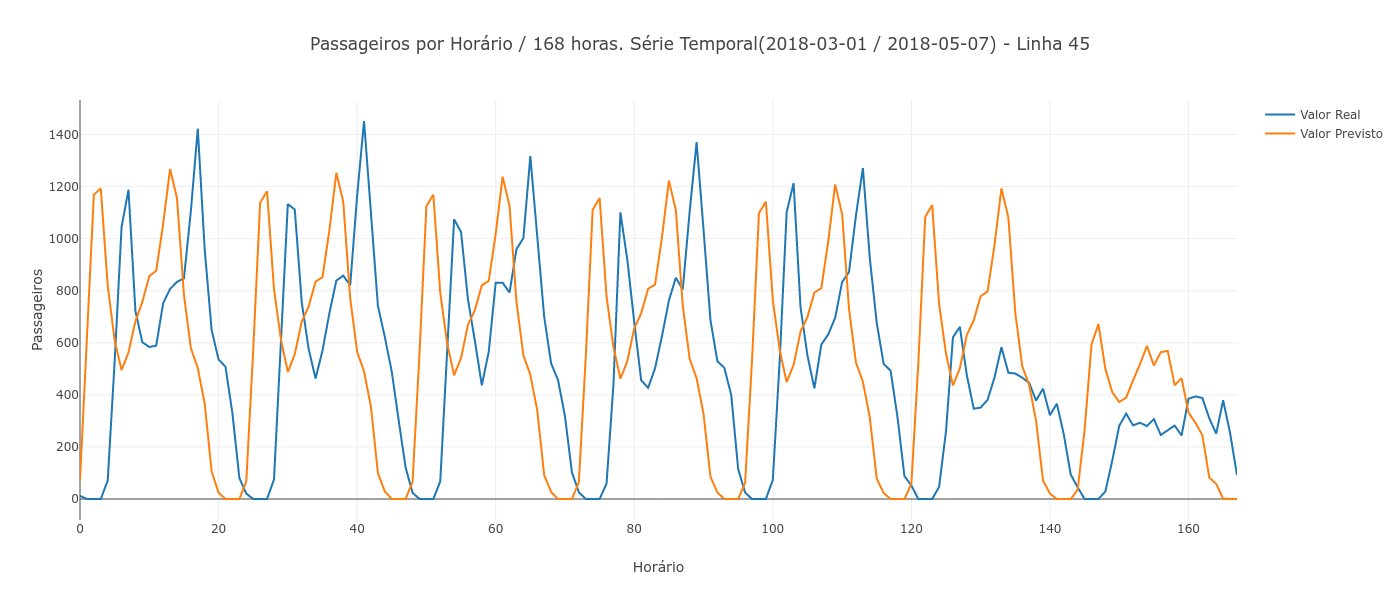 Passageiros por Horário / 168 horas. Série Temporal(2018-03-01 / 2018-05-07) - Linha 45
Valor Real
Valor Previsto
Passageiros
1400
1200
1000
800
600
400
200
0
0 20 40 60 80 100 120 140 160
Horário